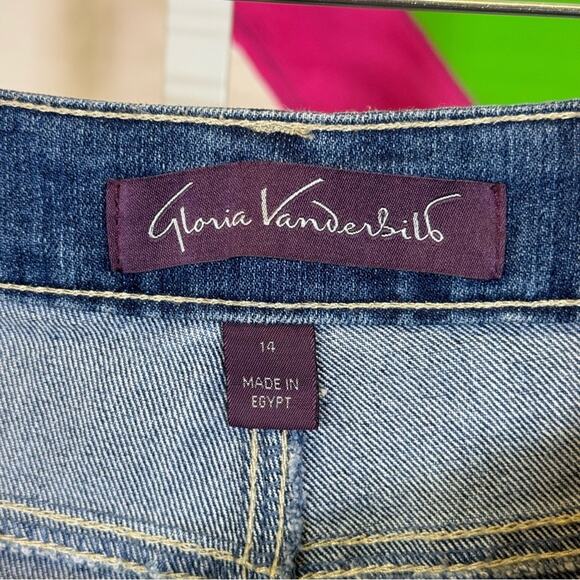 Gloria Vanderbilt
14
MADE IN
EGYPT